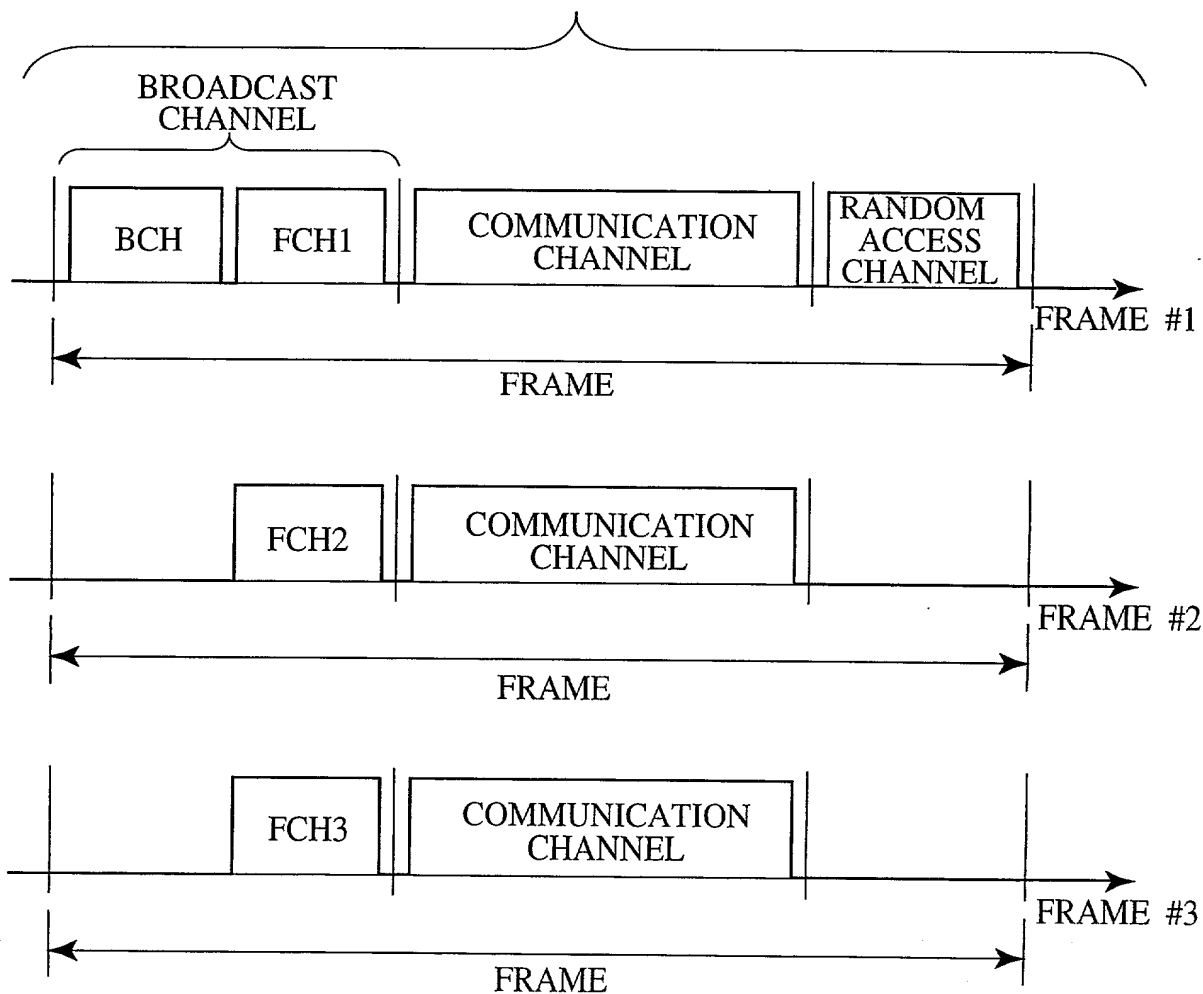 BROADCAST
CHANNEL
BCH
FCH1
COMMUNICATION
CHANNEL
RANDOM
ACCESS
CHANNEL
FRAME #1
FRAME
FCH2
COMMUNICATION
CHANNEL
FRAME #2
FRAME
FCH3
COMMUNICATION
CHANNEL
FRAME #3
FRAME